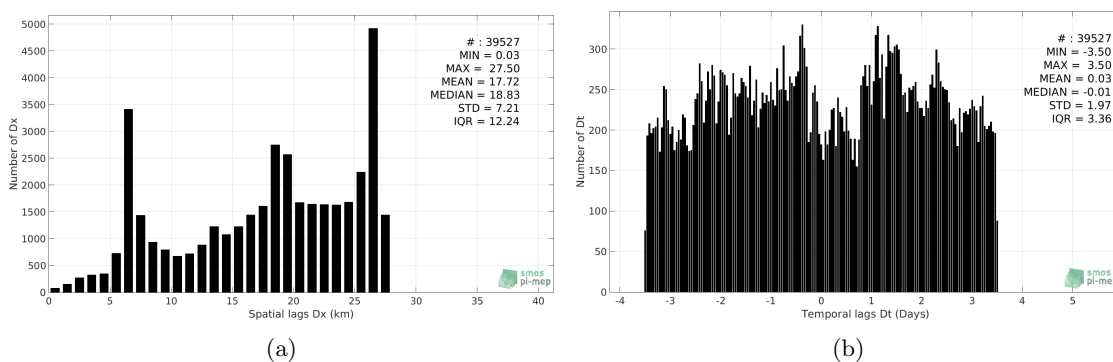 5000
4500
4000
3500
3000
2500
2000
1500
1000
500
0
Number of Dx
# : 39527
MIN = 0.03
MAX = 27.50
MEAN = 17.72
MEDIAN = 18.83
STD = 7.21
IQR = 12.24
smos
pi-mep
0 5 10 15 20 25 30 35 40
Spatial lags Dx (km)
(a)
300
250
200
150
100
50
0
Number of Dt
# : 39527
MIN = -3.50
MAX = 3.50
MEAN = 0.03
MEDIAN = -0.01
STD = 1.97
IQR = 3.36
smos
pi-mep
-4 -3 -2 -1 0 1 2 3 4 5
Temporal lags Dt (Days)
(b)